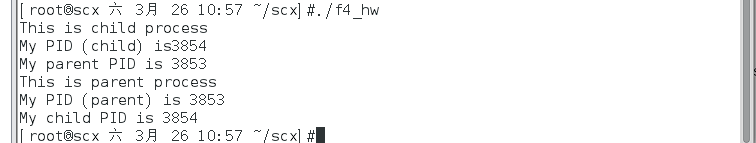 [root@scx 六 3月 26 10:57 ~/scx]#./f4_hw
This is child process
My PID (child) is3854
My parent PID is 3853
This is parent process
My PID (parent) is 3853
My child PID is 3854
[root@scx 六 3月 26 10:57 ~/scx]#